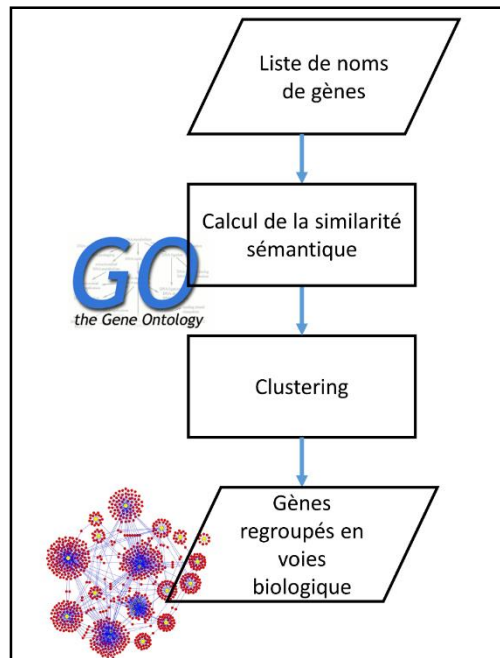 Liste de noms
de gènes
Calcul de la similarité
sémantique
GO
the Gene Ontology
Clustering
Gènes
regroupés en
voies
biologique